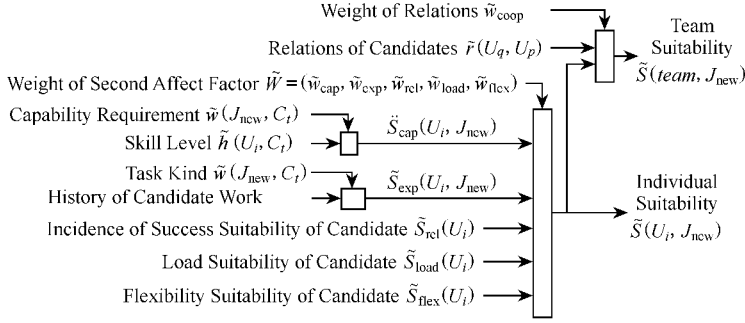 Weight of Relations w̃coop
Team
Suitability
S̃(team, Jnew)
Relations of Candidates r̃(Uq, Up)
Weight of Second Affect Factor W̃ = (w̃cap, w̃exp, w̃rel, w̃load, w̃flex)
Capability Requirement w̃(Jnew, Ct)
Skill Level h̃(Ui, Ct)
S̈cap(Ui, Jnew)
Task Kind w̃(Jnew, Ct)
History of Candidate Work
S̃exp(Ui, Jnew)
Individual
Suitability
S̃(Ui, Jnew)
Incidence of Success Suitability of Candidate S̃rel(Ui)
Load Suitability of Candidate S̃load(Ui)
Flexibility Suitability of Candidate S̃flex(Ui)